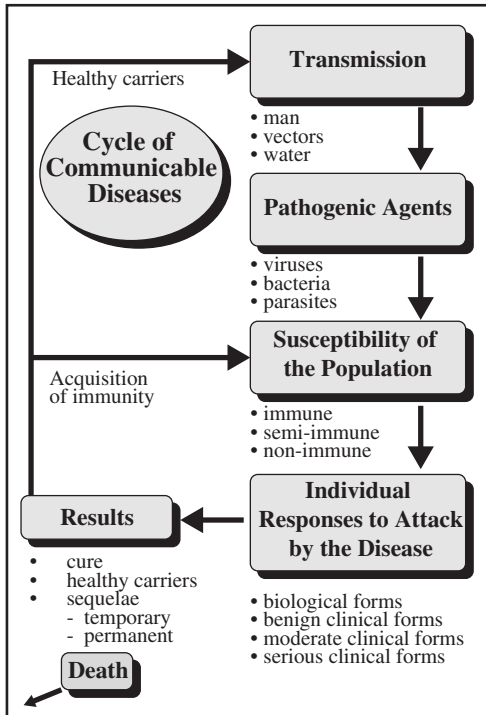 Healthy carriers
Transmission
• man
• vectors
• water
Cycle of
Communicable
Diseases
Pathogenic Agents
• viruses
• bacteria
• parasites
Susceptibility of
the Population
Acquisition
of immunity
• immune
• semi-immune
• non-immune
Individual
Responses to Attack
by the Disease
• biological forms
• benign clinical forms
• moderate clinical forms
• serious clinical forms
Results
• cure
• healthy carriers
• sequelae
- temporary
- permanent
Death